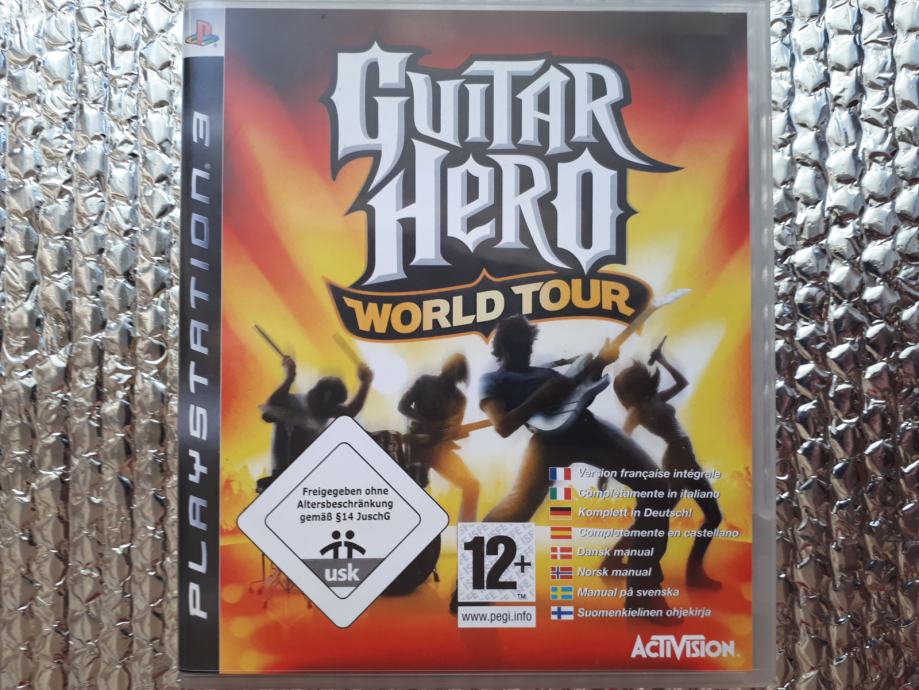 PLAYSTATION 3
GUITAR
HERO
WORLD TOUR
Freigegeben ohne
Altersbeschränkung
gemäß §14 JuschG
usk
12+
TM
www.pegi.info
Version française intégrale
Completamente in italiano
Komplett in Deutsch!
Completamente en castellano
Dansk manual
Norsk manual
Manual på svenska
Suomenkielinen ohjekirja
ACTIVISION